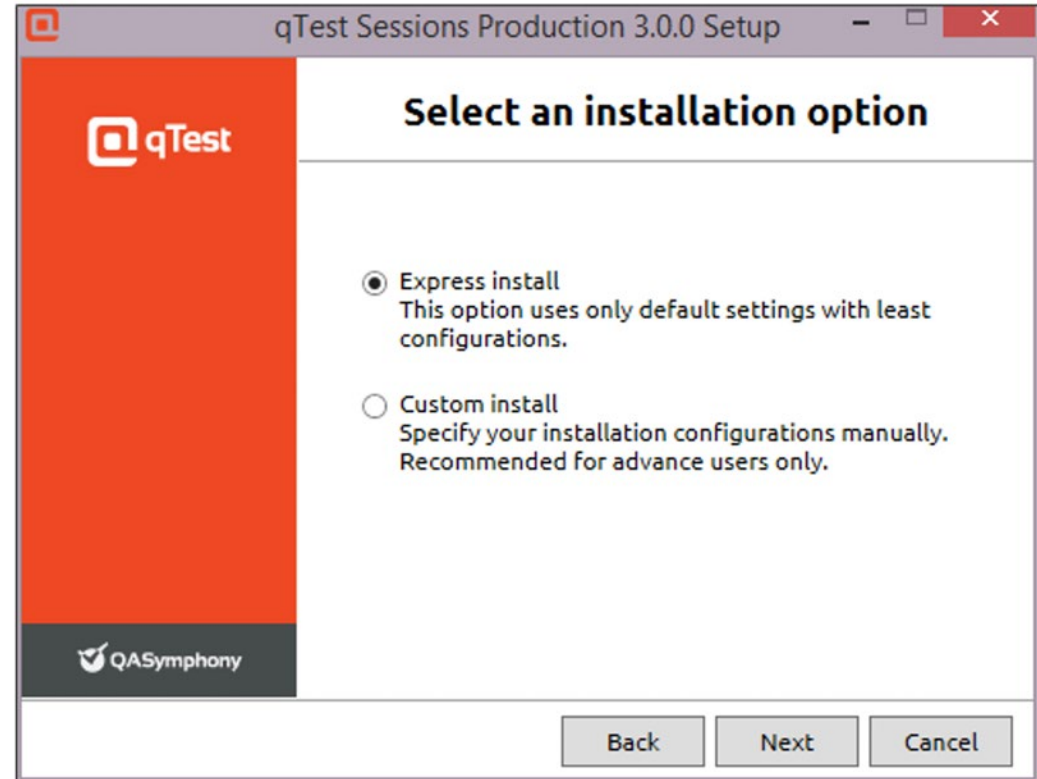 qTest Sessions Production 3.0.0 Setup
qTest
Select an installation option
Express install
This option uses only default settings with least
configurations.
Custom install
Specify your installation configurations manually.
Recommended for advance users only.
QASymphony
Back Next Cancel